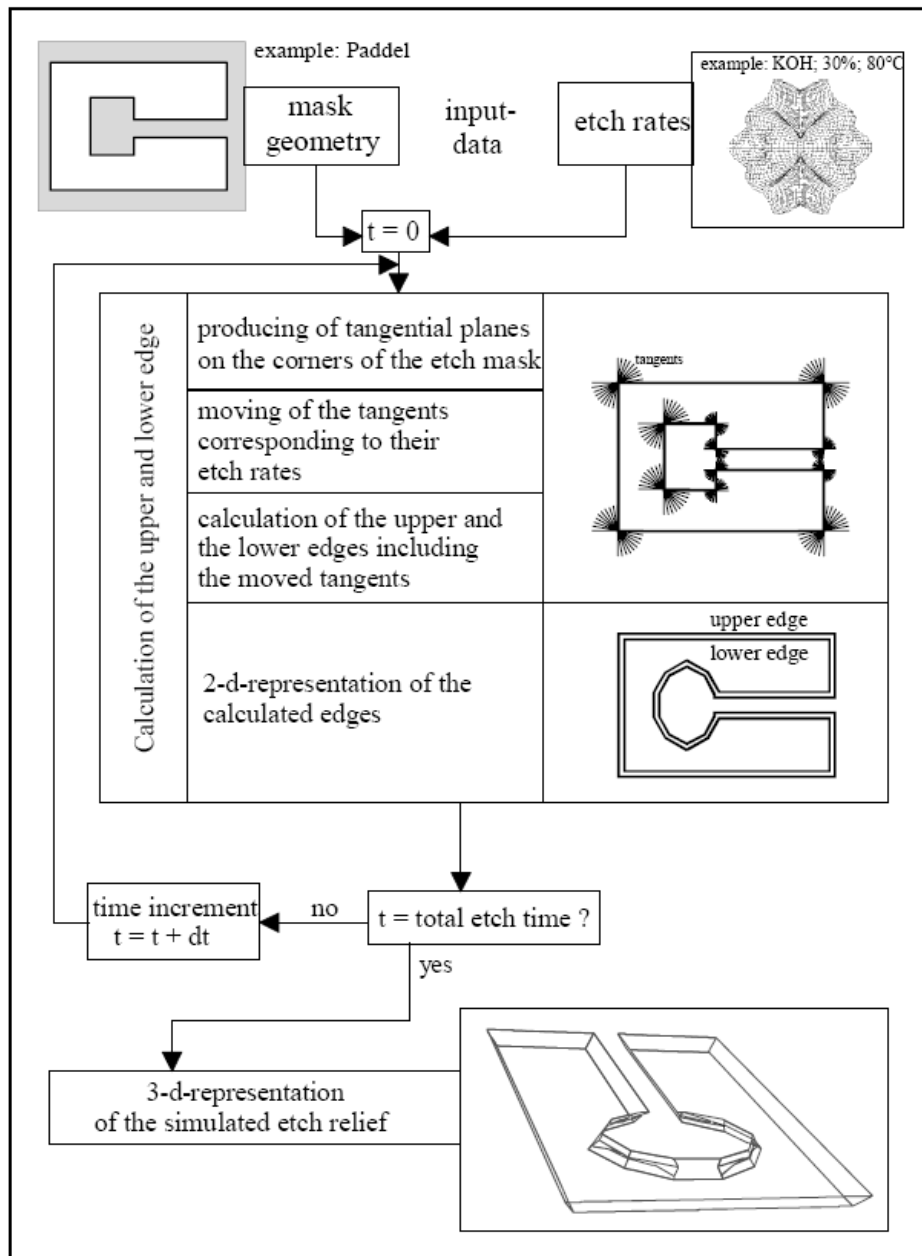 example: Paddel
example: KOH; 30%; 80°C
mask
geometry
input-
data
etch rates
t = 0
Calculation of the upper and lower edge
producing of tangential planes
on the corners of the etch mask
tangents
moving of the tangents
corresponding to their
etch rates
calculation of the upper and
the lower edges including
the moved tangents
2-d-representation of the
calculated edges
upper edge
lower edge
time increment
t = t + dt
no
t = total etch time ?
yes
3-d-representation
of the simulated etch relief